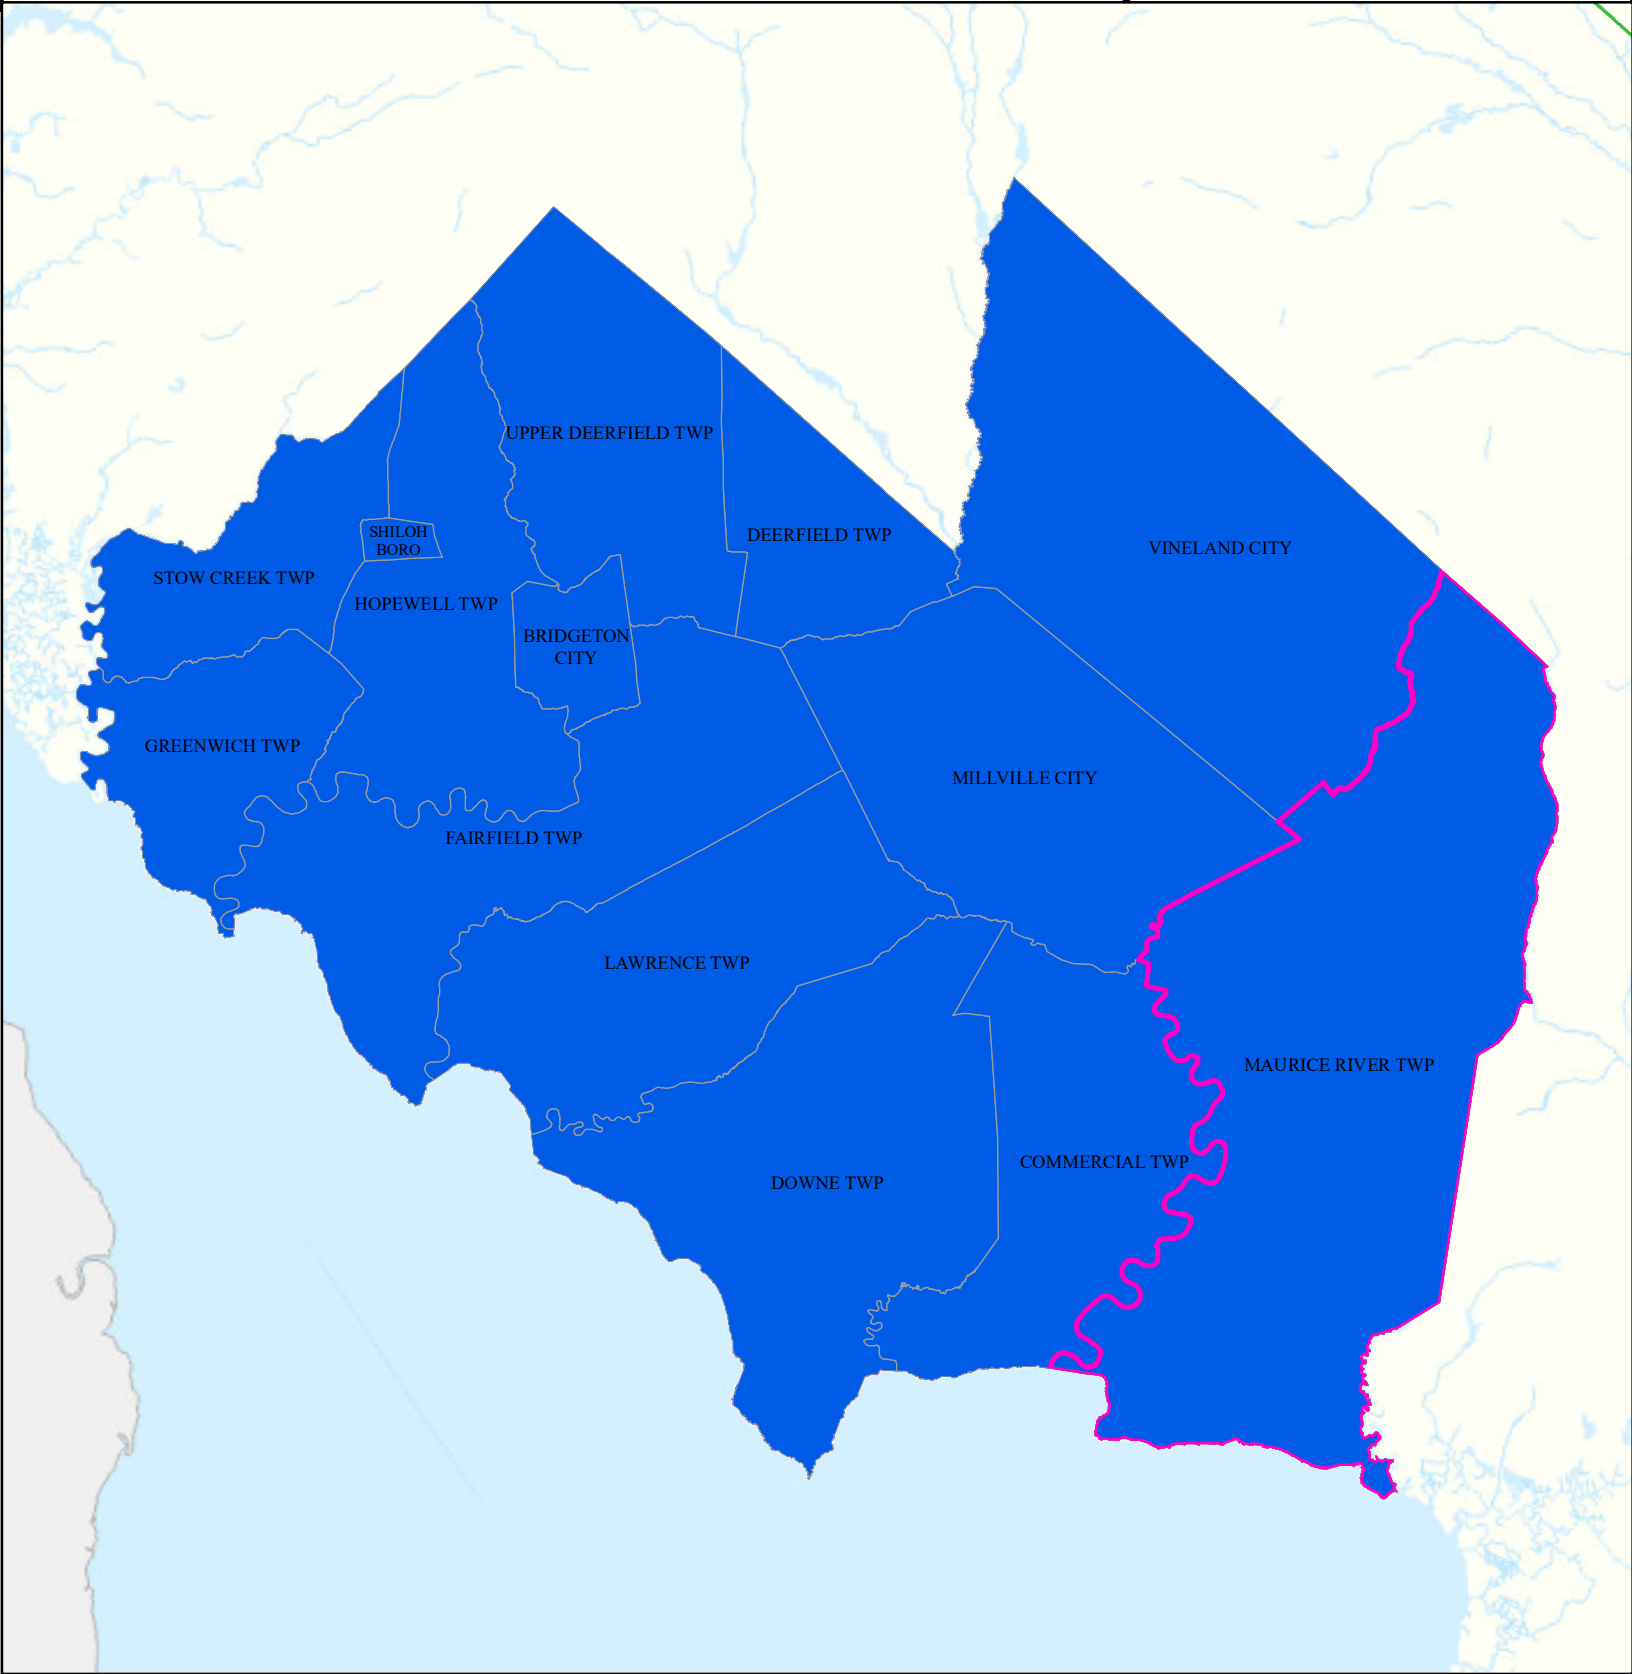 UPPER DEERFIELD TWP
SHILOH
BORO
DEERFIELD TWP
VINELAND CITY
STOW CREEK TWP
HOPEWELL TWP
BRIDGETON
CITY
GREENWICH TWP
MILLVILLE CITY
FAIRFIELD TWP
LAWRENCE TWP
MAURICE RIVER TWP
COMMERCIAL TWP
DOWNE TWP